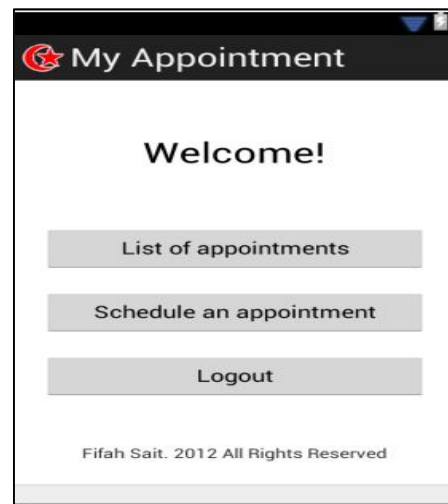 My Appointment
Welcome!
List of appointments
Schedule an appointment
Logout
Fifah Sait. 2012 All Rights Reserved